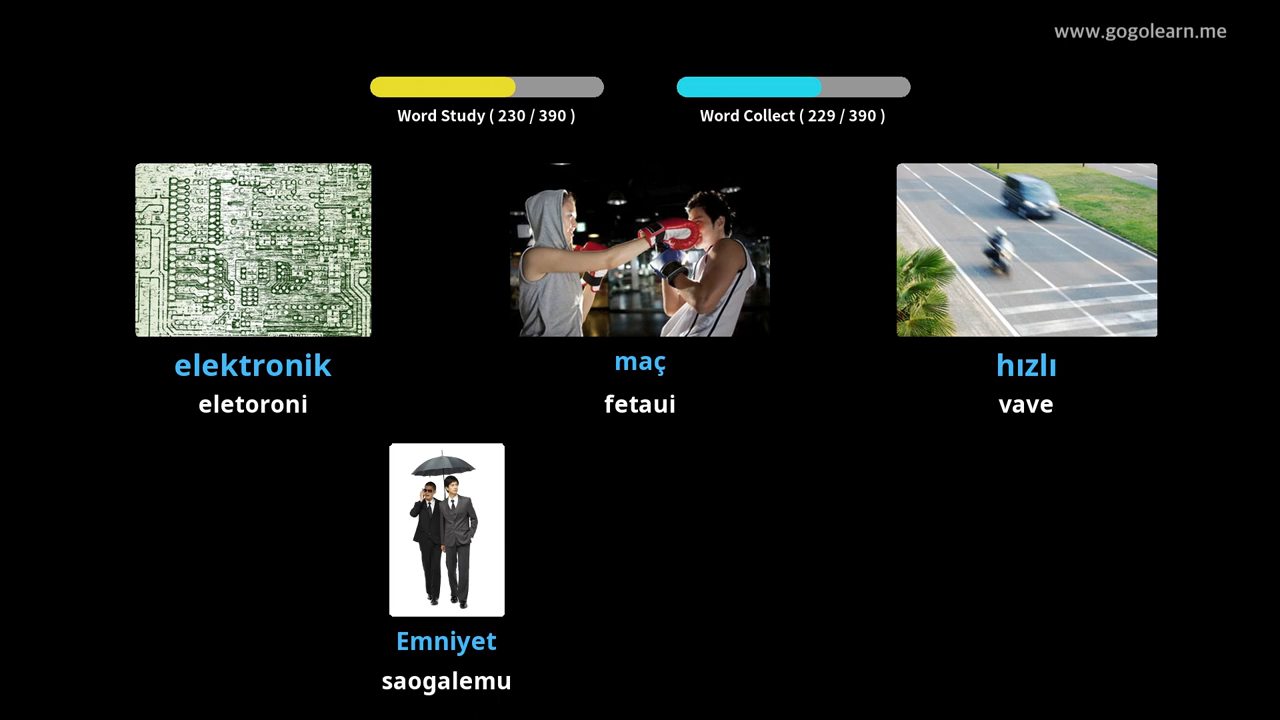 www.gogolearn.me
Word Study ( 230 / 390 )
Word Collect ( 229 / 390 )
elektronik
eletoroni
maç
fetaui
hızlı
vave
Emniyet
saogalemu